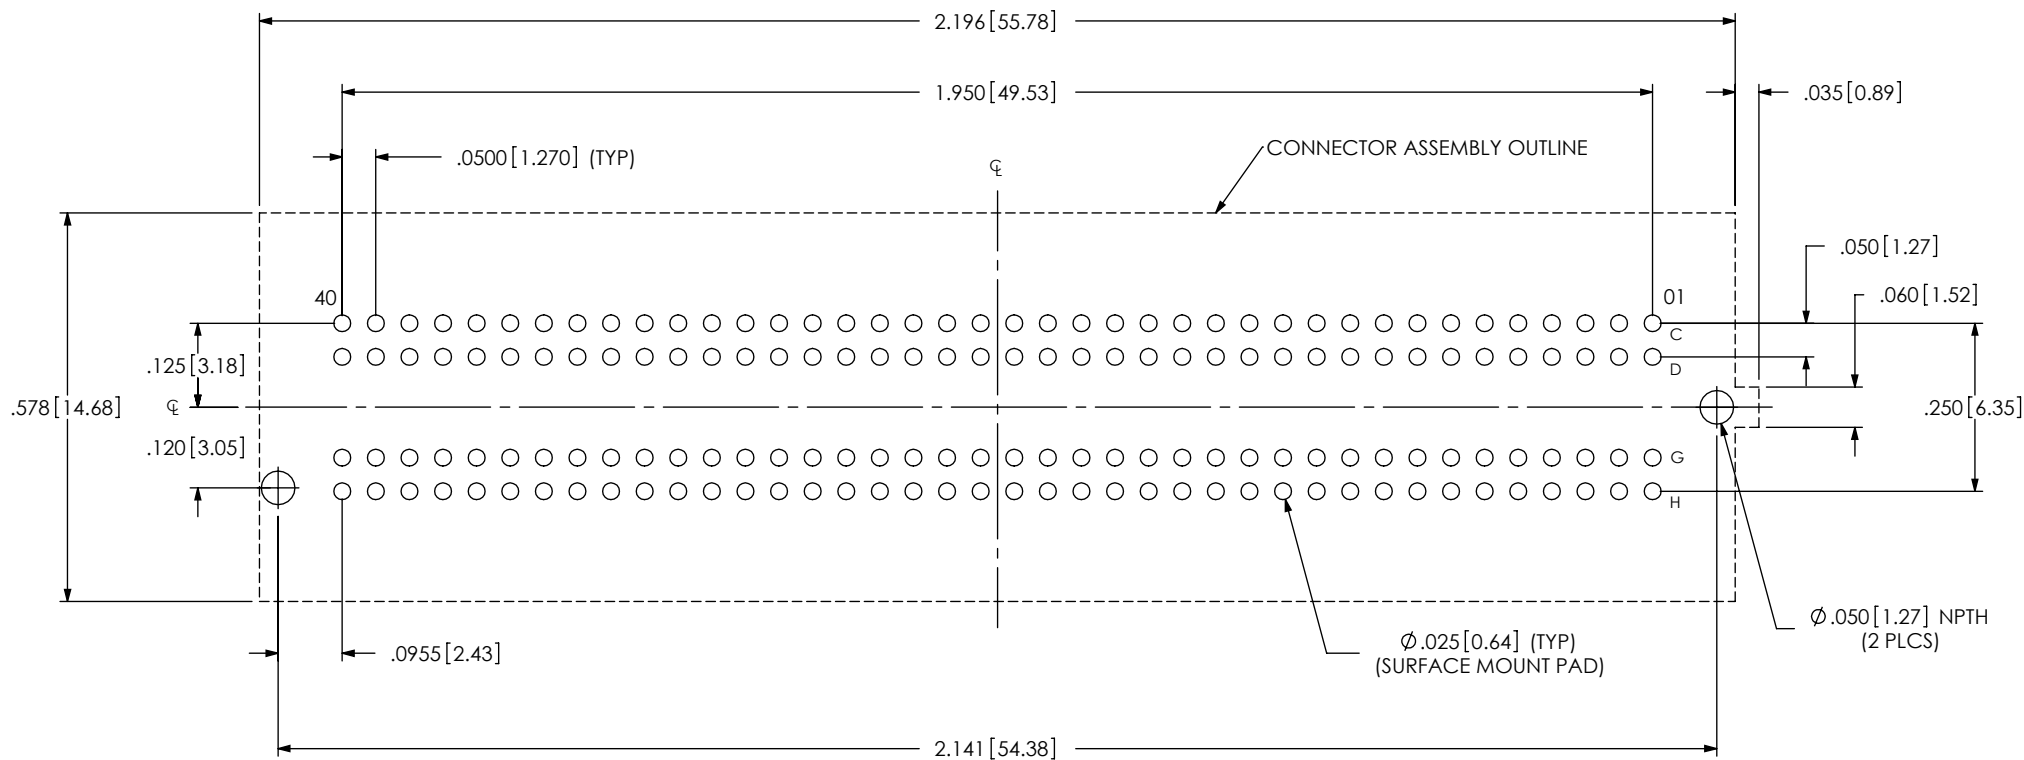 2.196[55.78]
1.950[49.53]
.035[0.89]
.0500[1.270] (TYP)
CONNECTOR ASSEMBLY OUTLINE
℄
.050[1.27]
.060[1.52]
40
01
C
.125[3.18]
D
.578[14.68]
℄
.250[6.35]
.120[3.05]
G
H
Ø.050[1.27] NPTH
(2 PLCS)
.0955[2.43]
Ø.025[0.64] (TYP)
(SURFACE MOUNT PAD)
2.141[54.38]